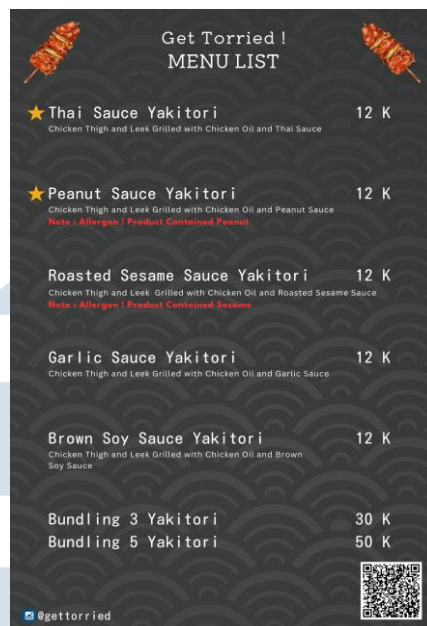 Get Torried !
MENU LIST
Thai Sauce Yakitori 12 K
Chicken Thigh and Leek Grilled with Chicken Oil and Thai Sauce
Peanut Sauce Yakitori 12 K
Chicken Thigh and Leek Grilled with Chicken Oil and Peanut Sauce
Note : Allergen ! Product Contained Peanut
Roasted Sesame Sauce Yakitori 12 K
Chicken Thigh and Leek Grilled with Chicken Oil and Roasted Sesame Sauce
Note : Allergen ! Product Contained Sesame
Garlic Sauce Yakitori 12 K
Chicken Thigh and Leek Grilled with Chicken Oil and Garlic Sauce
Brown Soy Sauce Yakitori 12 K
Chicken Thigh and Leek Grilled with Chicken Oil and Brown
Soy Sauce
Bundling 3 Yakitori 30 K
Bundling 5 Yakitori 50 K
@gettorried